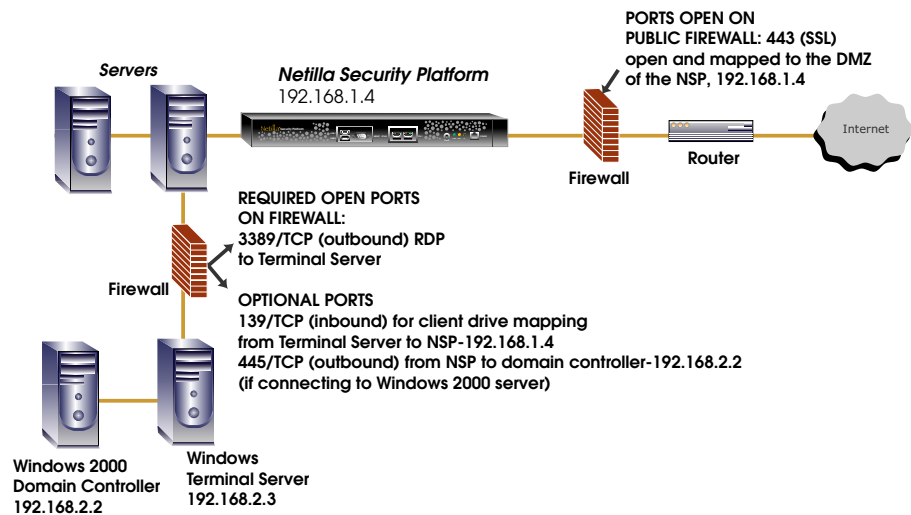 PORTS OPEN ON
PUBLIC FIREWALL: 443 (SSL)
open and mapped to the DMZ
of the NSP, 192.168.1.4
Servers
Netilla Security Platform
192.168.1.4
Netilla
Internet
Router
Firewall
REQUIRED OPEN PORTS
ON FIREWALL:
3389/TCP (outbound) RDP
to Terminal Server
Firewall
OPTIONAL PORTS
139/TCP (inbound) for client drive mapping
from Terminal Server to NSP-192.168.1.4
445/TCP (outbound) from NSP to domain controller-192.168.2.2
(if connecting to Windows 2000 server)
Windows 2000
Domain Controller
192.168.2.2
Windows
Terminal Server
192.168.2.3